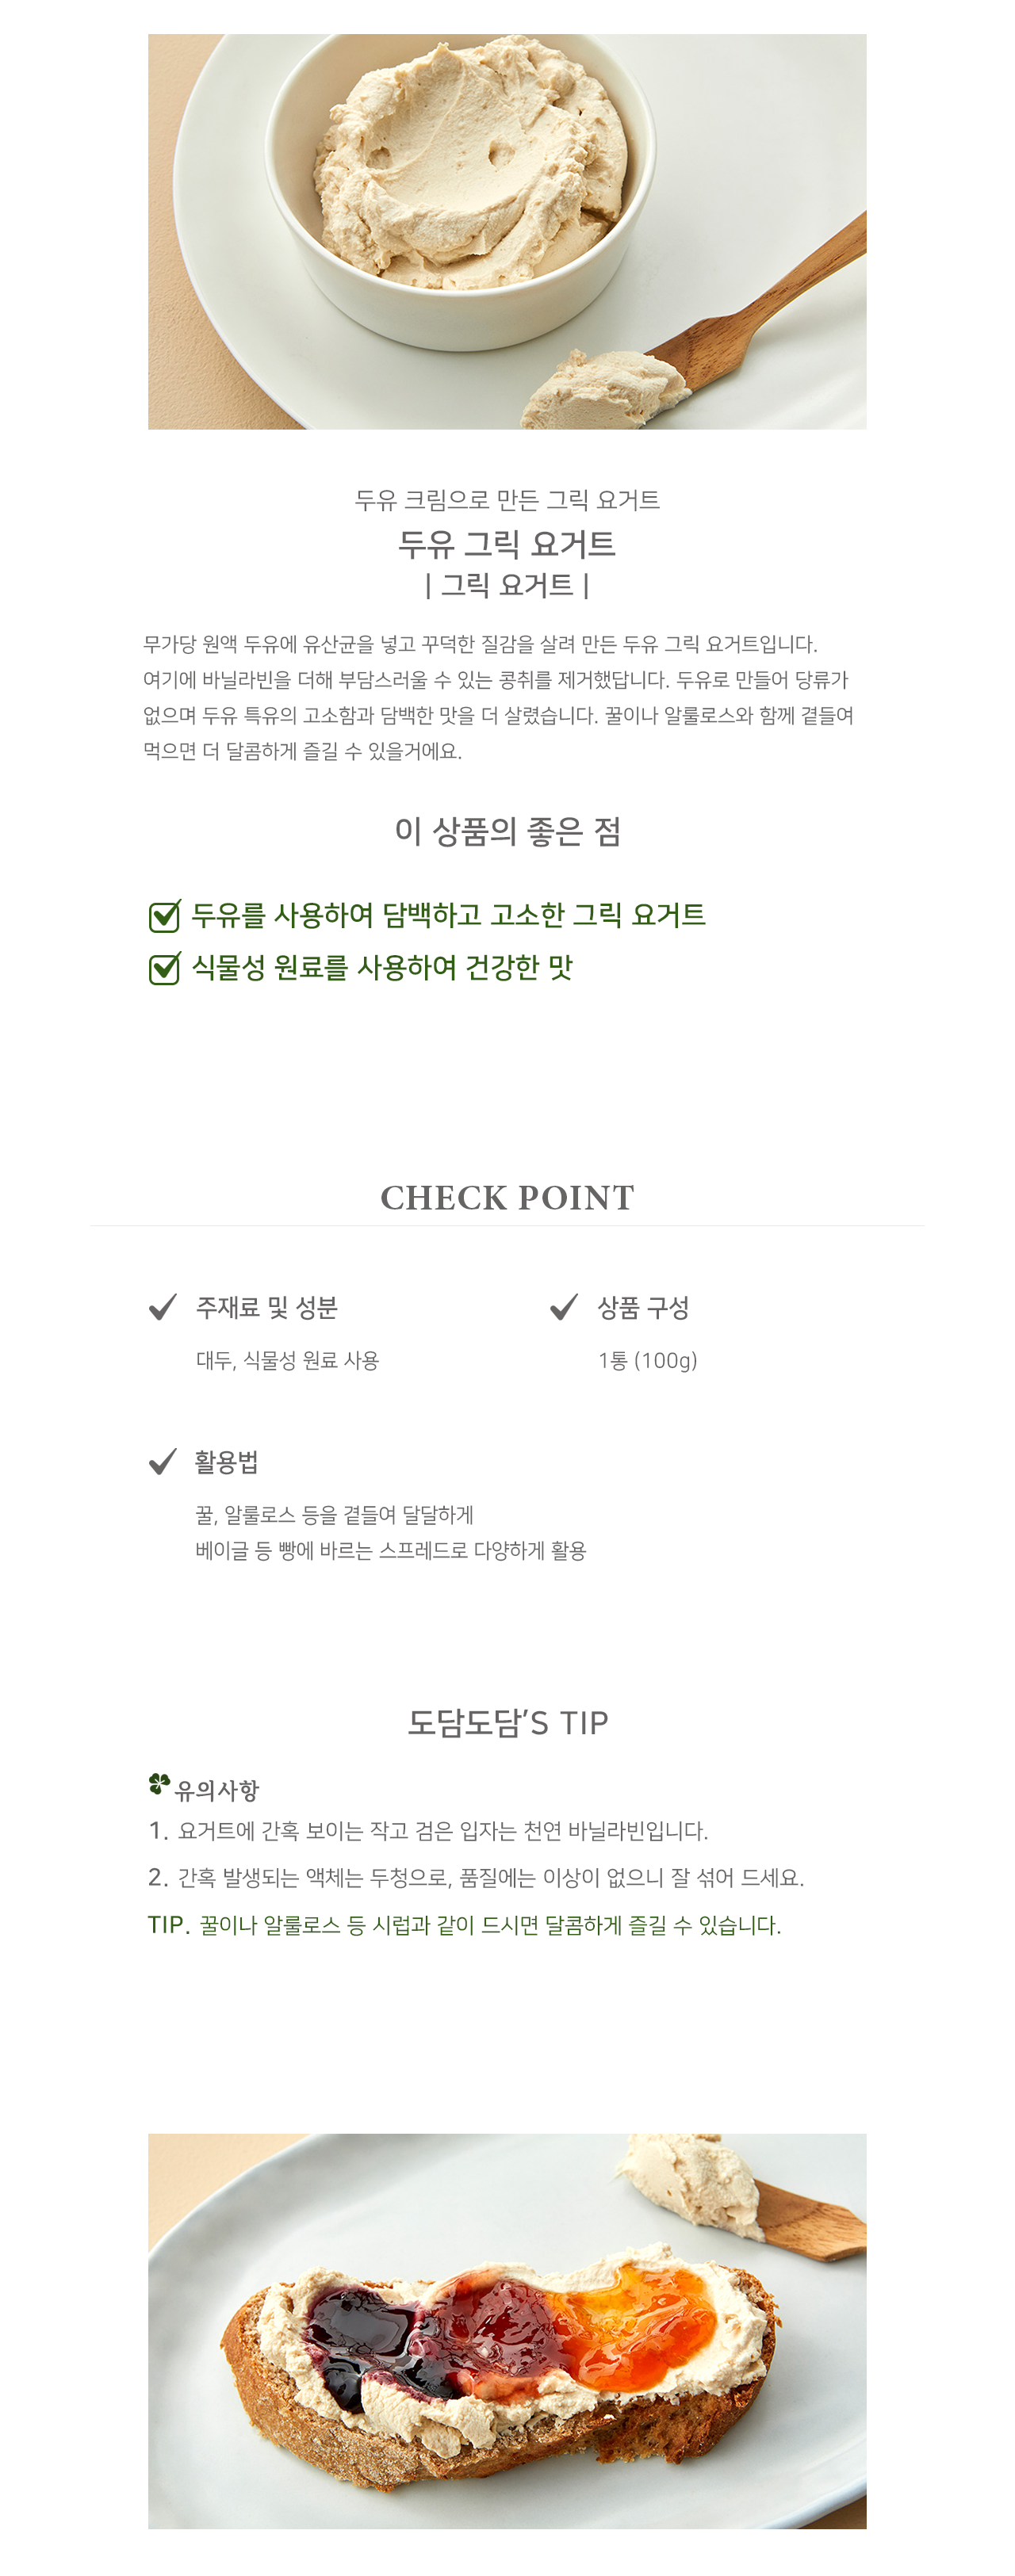 두유 크림으로 만든 그릭 요거트
두유 그릭 요거트
| 그릭 요거트 |
무가당 원액 두유에 유산균을 넣고 꾸덕한 질감을 살려 만든 두유 그릭 요거트입니다.
여기에 바닐라빈을 더해 부담스러울 수 있는 콩취를 제거했답니다. 두유로 만들어 당류가
없으며 두유 특유의 고소함과 담백한 맛을 더 살렸습니다. 꿀이나 알룰로스와 함께 곁들여
먹으면 더 달콤하게 즐길 수 있을거에요.
이 상품의 좋은 점
두유를 사용하여 담백하고 고소한 그릭 요거트
식물성 원료를 사용하여 건강한 맛
CHECK POINT
주재료 및 성분
대두, 식물성 원료 사용
상품 구성
1통 (100g)
활용법
꿀, 알룰로스 등을 곁들여 달달하게
베이글 등 빵에 바르는 스프레드로 다양하게 활용
도담도담’S TIP
유의사항
1. 요거트에 간혹 보이는 작고 검은 입자는 천연 바닐라빈입니다.
2. 간혹 발생되는 액체는 두청으로, 품질에는 이상이 없으니 잘 섞어 드세요.
TIP. 꿀이나 알룰로스 등 시럽과 같이 드시면 달콤하게 즐길 수 있습니다.